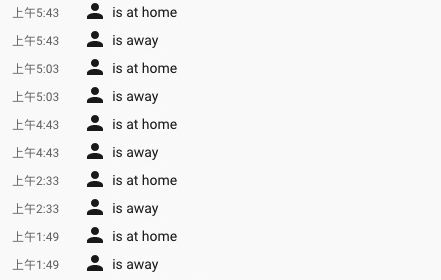 上午5:43 is at home
上午5:43 is away
上午5:03 is at home
上午5:03 is away
上午4:43 is at home
上午4:43 is away
上午2:33 is at home
上午2:33 is away
上午1:49 is at home
上午1:49 is away